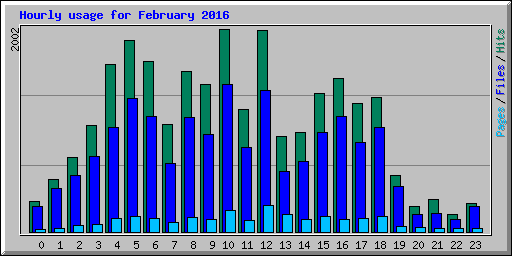 Hourly usage for February 2016
2002
Pages/Files/Hits
0 1 2 3 4 5 6 7 8 9 10 11 12 13 14 15 16 17 18 19 20 21 22 23